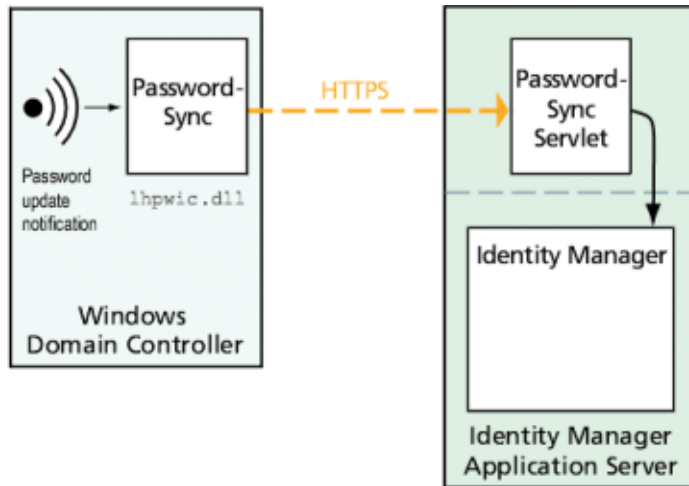 Password
update
notification
Password-
Sync
lhpwic.dll
Windows
Domain Controller
HTTPS
Password-
Sync
Servlet
Identity Manager
Identity Manager
Application Server